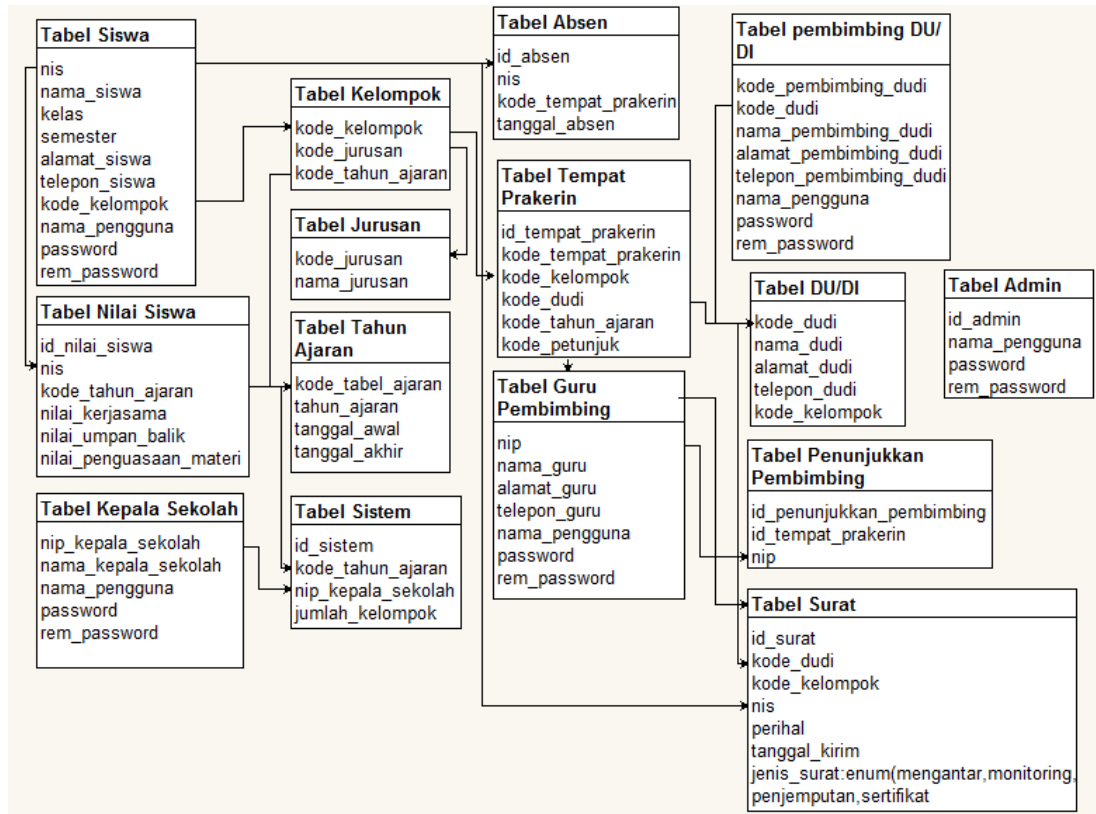 Tabel Siswa
nis
nama_siswa
kelas
semester
alamat_siswa
telepon_siswa
kode_kelompok
nama_pengguna
password
rem_password
Tabel Nilai Siswa
id_nilai_siswa
nis
kode_tahun_ajaran
nilai_kerjasama
nilai_umpan_balik
nilai_penguasaan_materi
Tabel Kepala Sekolah
nip_kepala_sekolah
nama_kepala_sekolah
nama_pengguna
password
rem_password
Tabel Kelompok
kode_kelompok
kode_jurusan
kode_tahun_ajaran
Tabel Jurusan
kode_jurusan
nama_jurusan
Tabel Tahun
Ajaran
kode_tabel_ajaran
tahun_ajaran
tanggal_awal
tanggal_akhir
Tabel Sistem
id_sistem
kode_tahun_ajaran
nip_kepala_sekolah
jumlah_kelompok
Tabel Absen
id_absen
nis
kode_tempat_prakerin
tanggal_absen
Tabel Tempat
Prakerin
id_tempat_prakerin
kode_tempat_prakerin
kode_kelompok
kode_dudi
kode_tahun_ajaran
kode_petunjuk
Tabel Guru
Pembimbing
nip
nama_guru
alamat_guru
telepon_guru
nama_pengguna
password
rem_password
Tabel pembimbing DU/
DI
kode_pembimbing_dudi
kode_dudi
nama_pembimbing_dudi
alamat_pembimbing_dudi
telepon_pembimbing_dudi
nama_pengguna
password
rem_password
Tabel DU/DI
kode_dudi
nama_dudi
alamat_dudi
telepon_dudi
kode_kelompok
Tabel Admin
id_admin
nama_pengguna
password
rem_password
Tabel Penunjukkan
Pembimbing
id_penunjukkan_pembimbing
id_tempat_prakerin
nip
Tabel Surat
id_surat
kode_dudi
kode_kelompok
nis
perihal
tanggal_kirim
jenis_surat:enum(mengantar,monitoring,
penjemputan,sertifikat